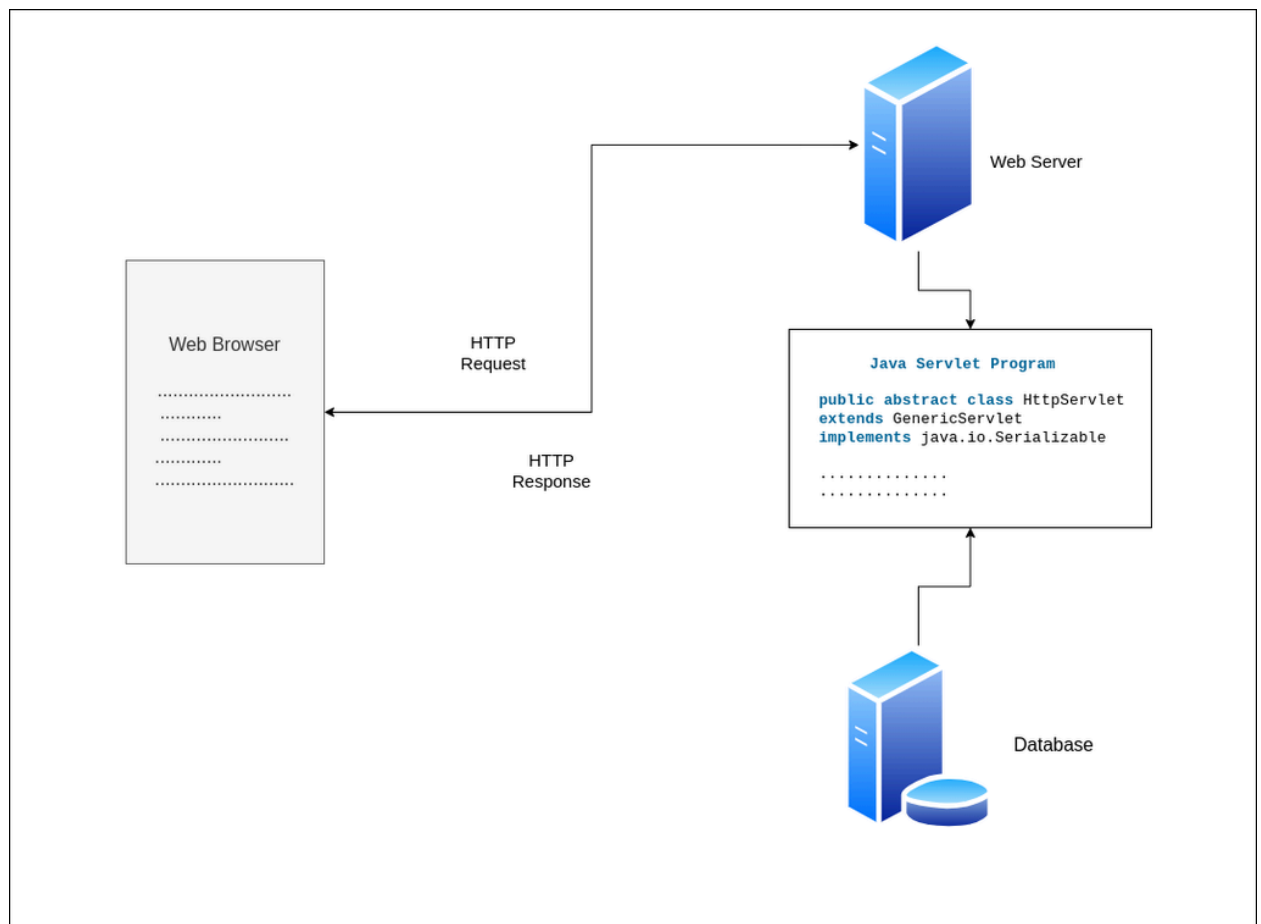 Web Server
Web Browser
...........................
............
.........................
.............
...........................
HTTP
Request
HTTP
Response
Java Servlet Program
public abstract class HttpServlet
extends GenericServlet
implements java.io.Serializable
..............
..............
Database